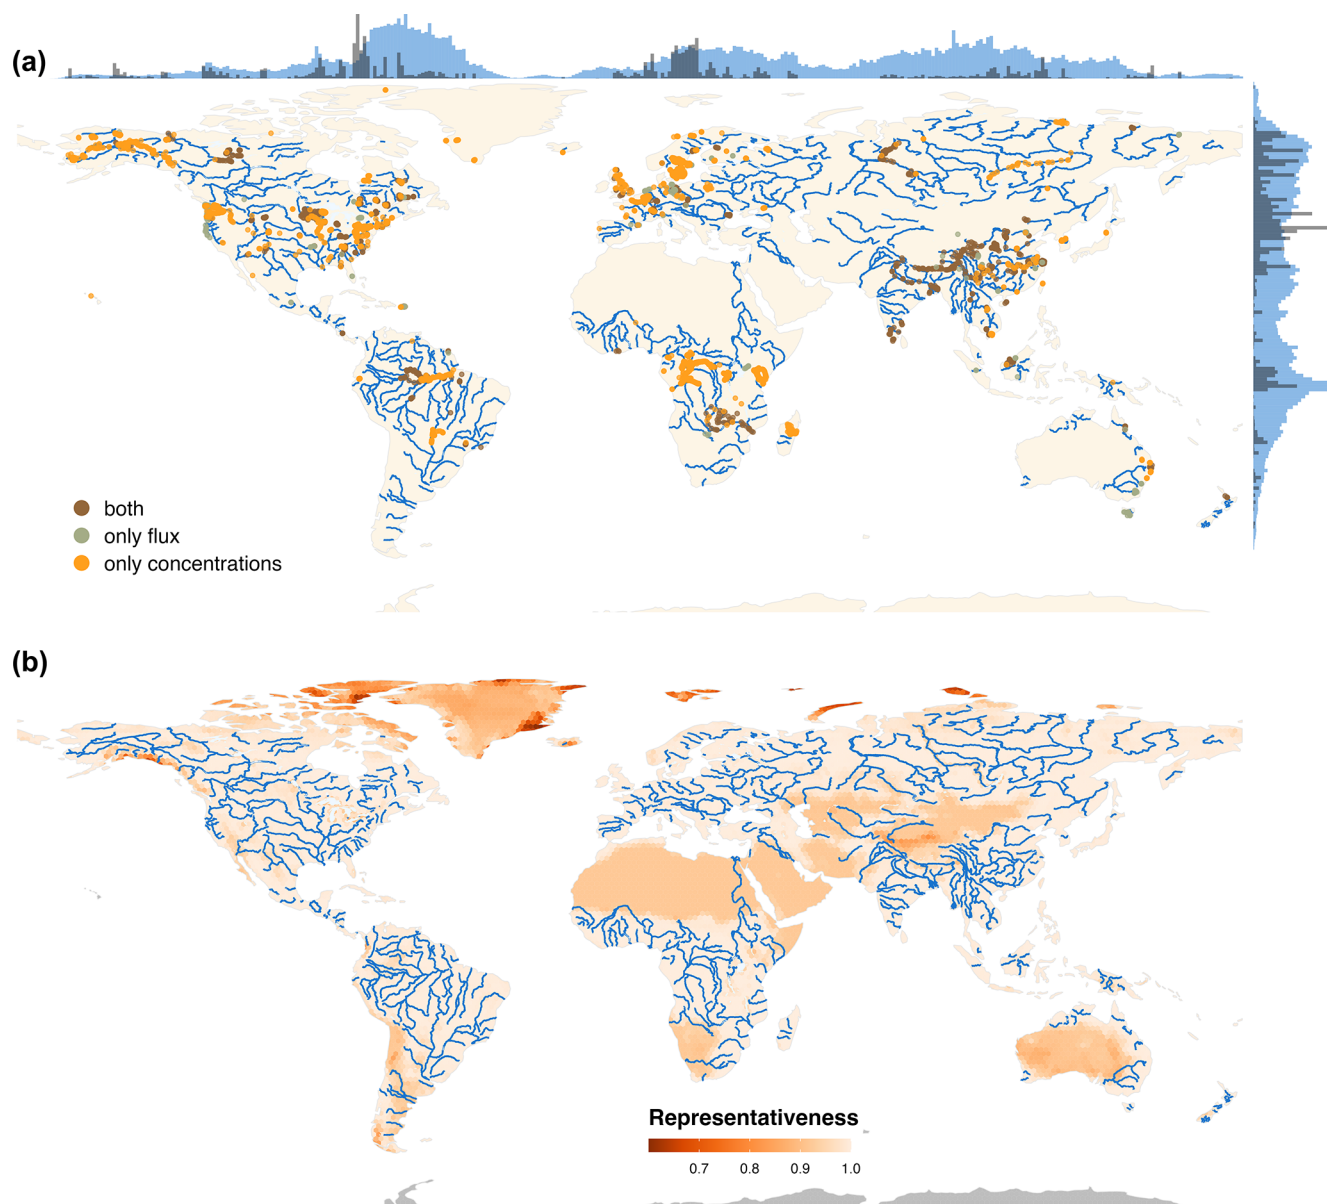 (a)
both
only flux
only concentrations
(b)
Representativeness
0.7 0.8 0.9 1.0